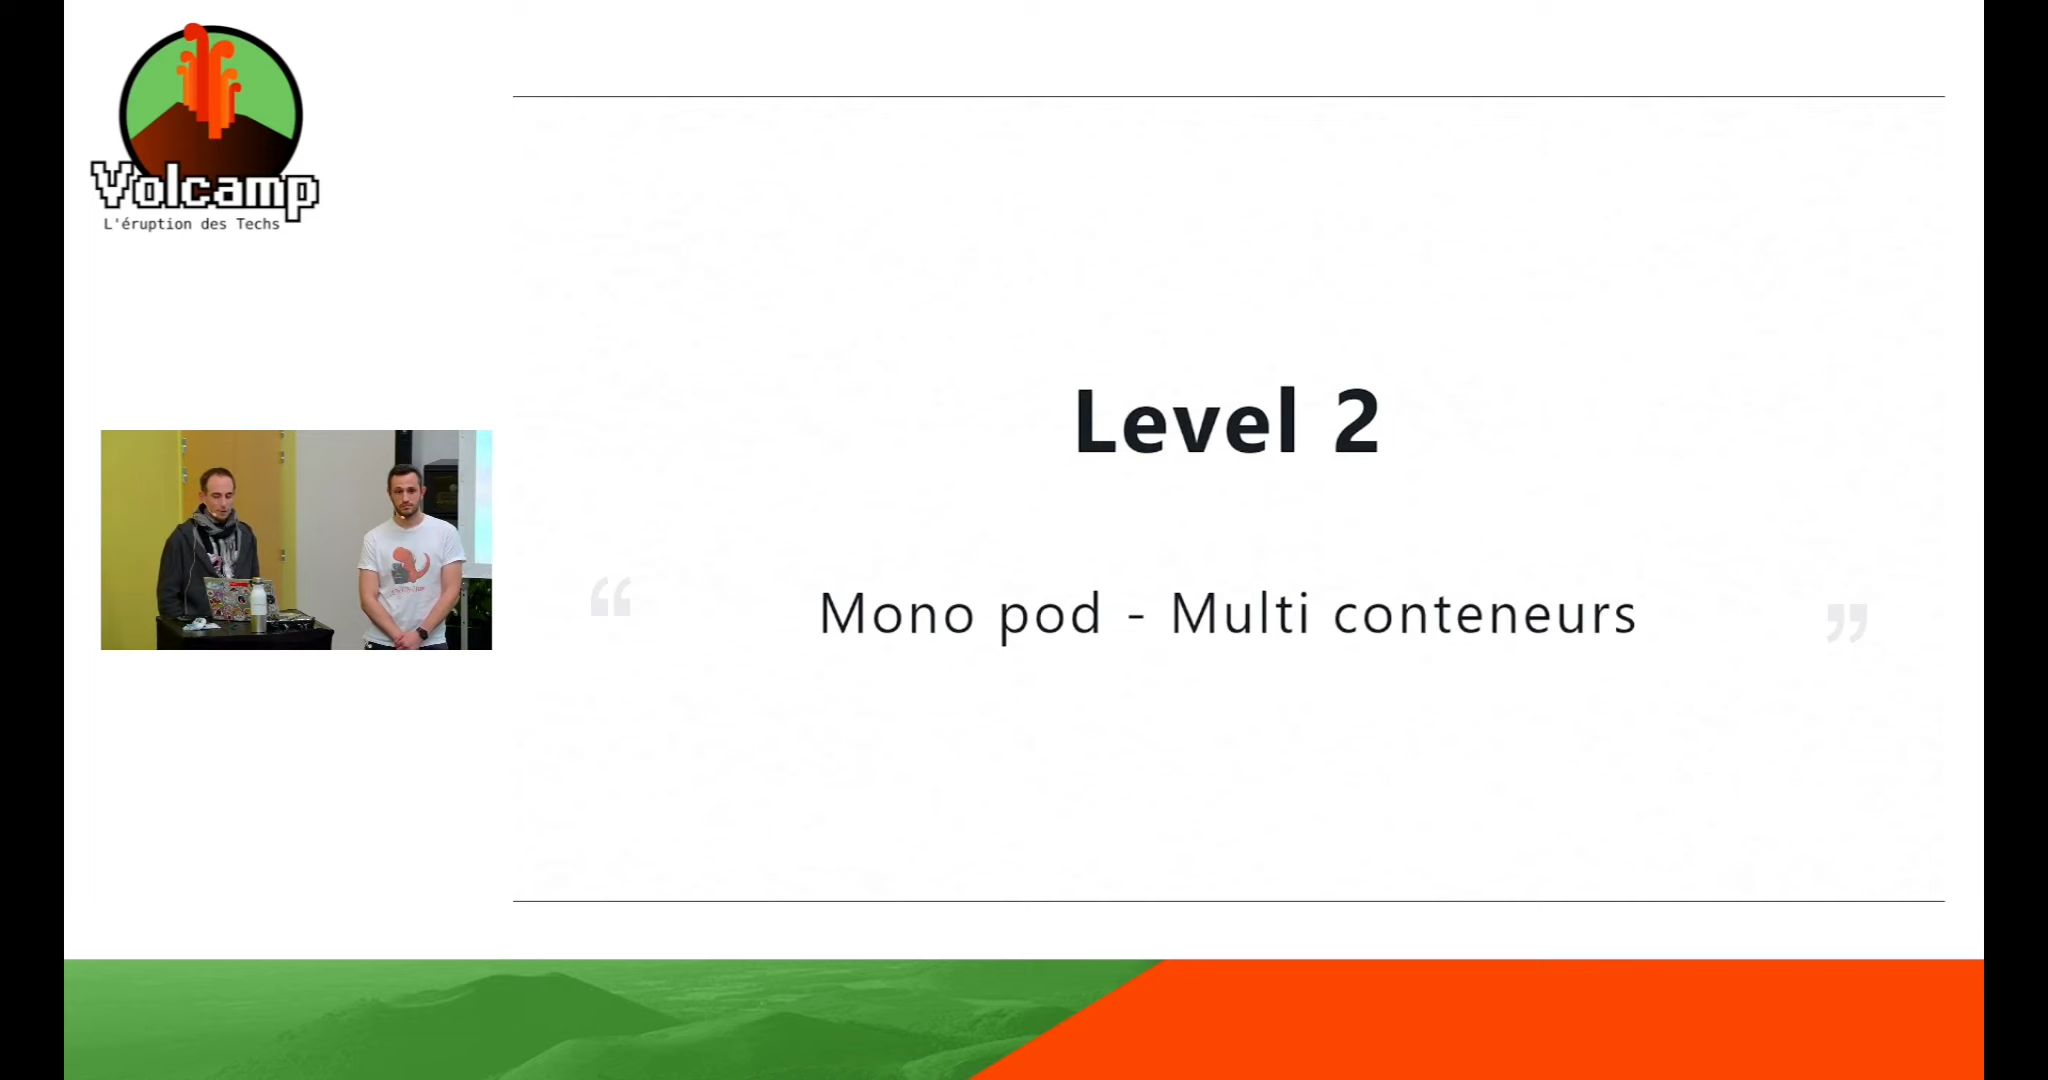 Volcamp
L'éruption des Techs
Level 2
“
Mono pod - Multi conteneurs
”